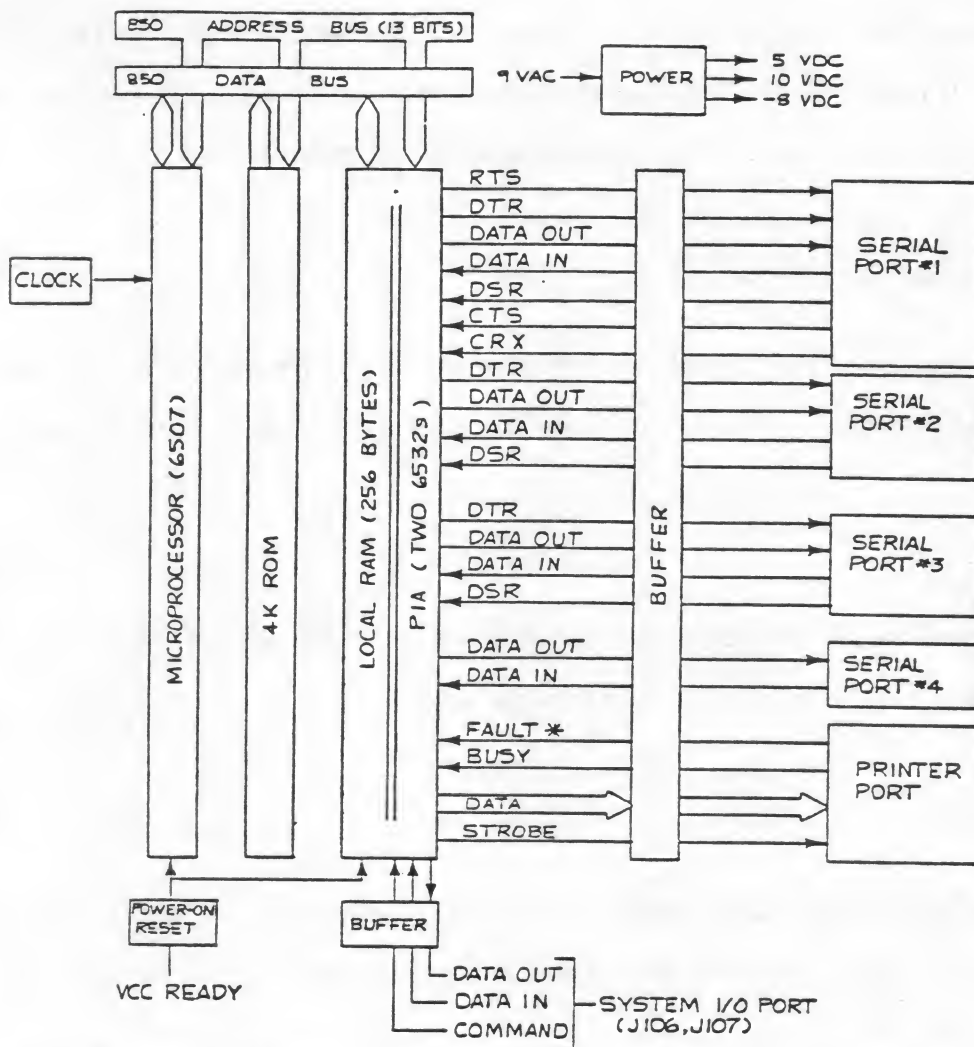 850 ADDRESS BUS (13 BITS)
850 DATA BUS
9 VAC
POWER
5 VDC
10 VDC
-8 VDC
CLOCK
MICROPROCESSOR (6507)
4K ROM
LOCAL RAM (256 BYTES)
PIA (TWO 6532s)
RTS
DTR
DATA OUT
DATA IN
DSR
CTS
CRX
DTR
DATA OUT
DATA IN
DSR
DTR
DATA OUT
DATA IN
DSR
DATA OUT
DATA IN
FAULT *
BUSY
DATA
STROBE
BUFFER
SERIAL
PORT #1
SERIAL
PORT #2
SERIAL
PORT #3
SERIAL
PORT #4
PRINTER
PORT
POWER-ON
RESET
VCC READY
BUFFER
DATA OUT
DATA IN
COMMAND
SYSTEM I/O PORT
(J106, J107)